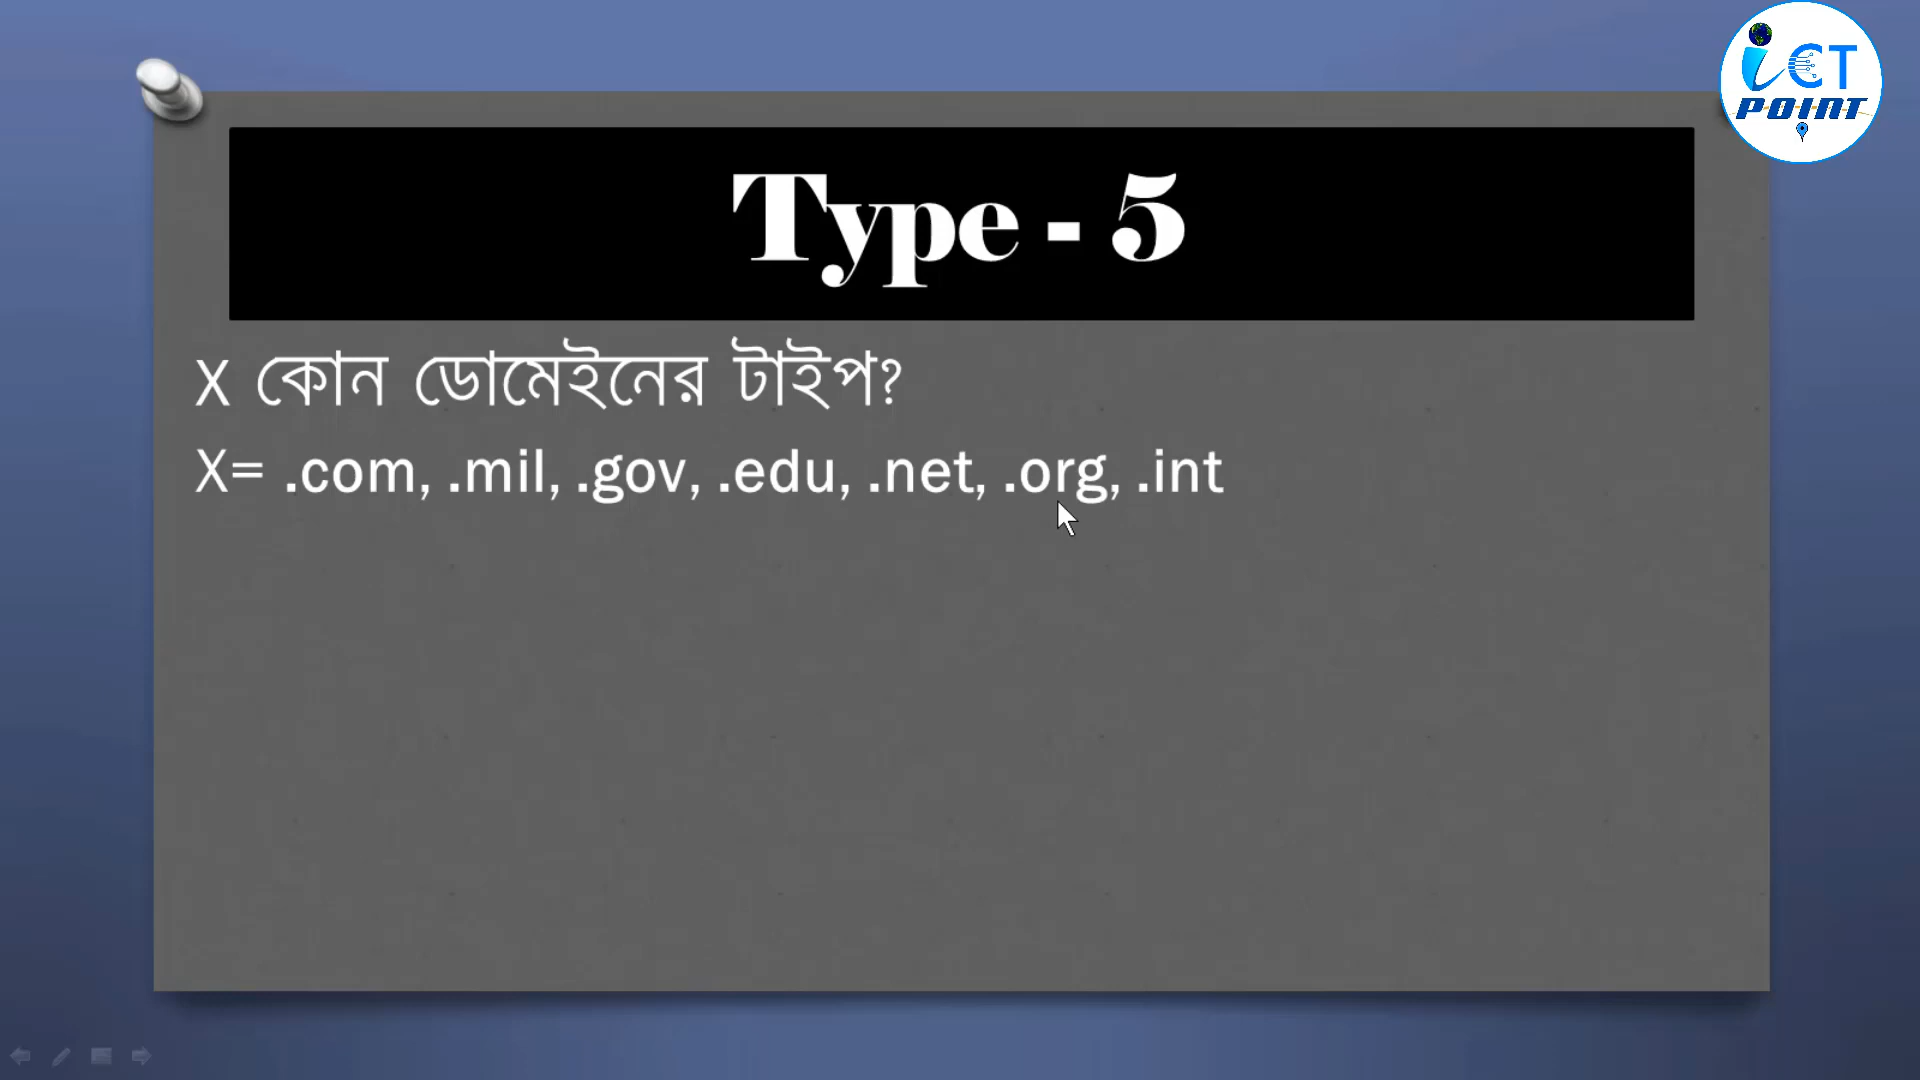 iCT
POINT
Type - 5
X কোন ডোমেইনের টাইপ?
X= .com, .mil, .gov, .edu, .net, .org, .int